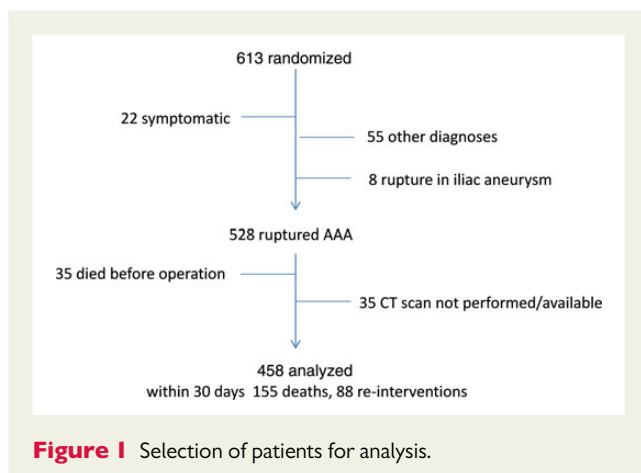 613 randomized
22 symptomatic
55 other diagnoses
8 rupture in iliac aneurysm
528 ruptured AAA
35 died before operation
35 CT scan not performed/available
458 analyzed
within 30 days 155 deaths, 88 re-interventions
Figure 1 Selection of patients for analysis.